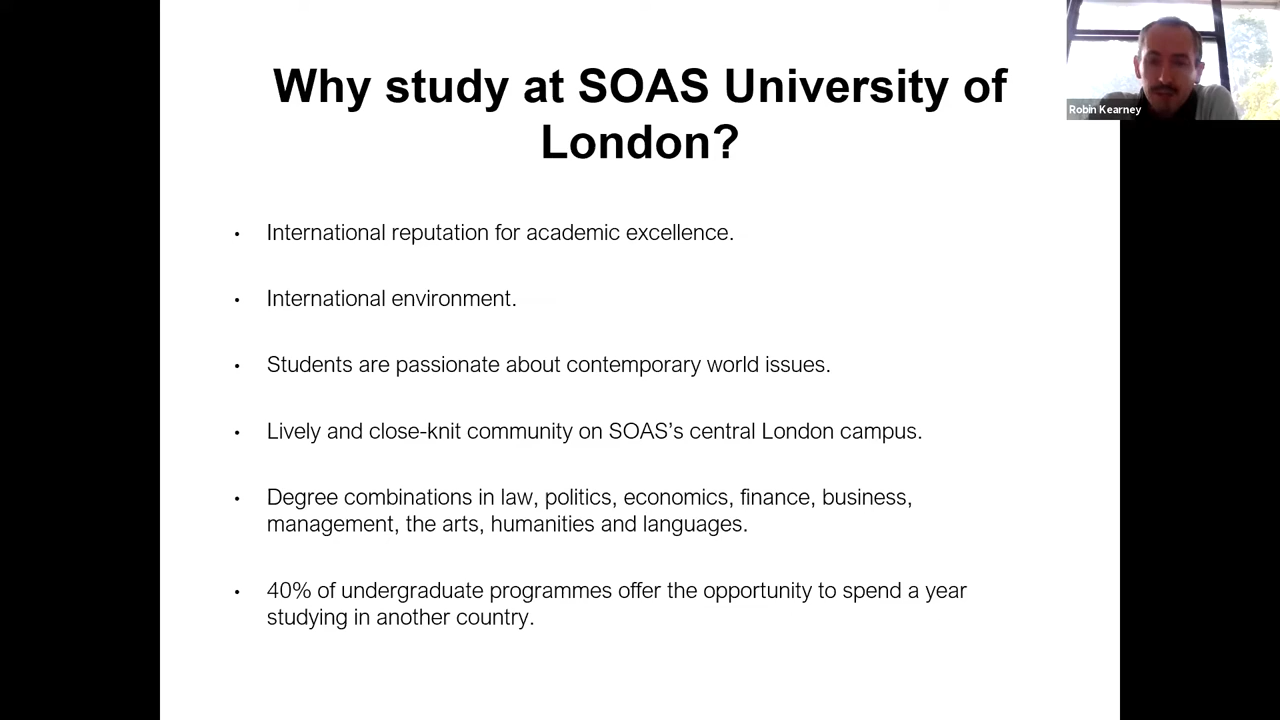 Why study at SOAS University of
London?
Robin Kearney
• International reputation for academic excellence.
• International environment.
• Students are passionate about contemporary world issues.
• Lively and close-knit community on SOAS’s central London campus.
• Degree combinations in law, politics, economics, finance, business,
management, the arts, humanities and languages.
• 40% of undergraduate programmes offer the opportunity to spend a year
studying in another country.